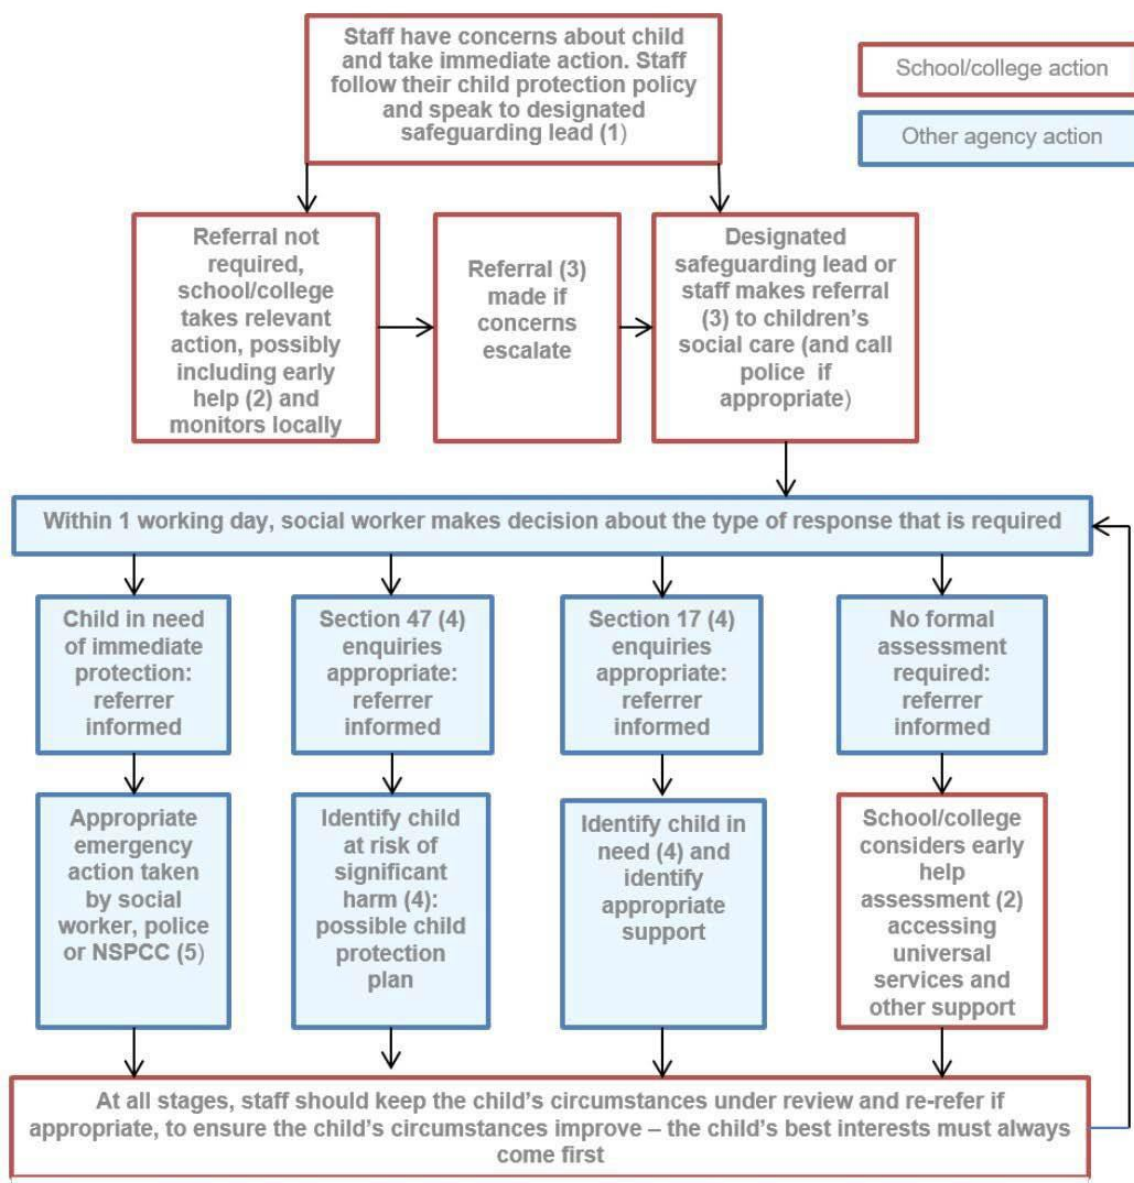 Staff have concerns about child
and take immediate action. Staff
follow their child protection policy
and speak to designated
safeguarding lead (1)
School/college action
Other agency action
Referral not
required,
school/college
takes relevant
action, possibly
including early
help (2) and
monitors locally
Referral (3)
made if
concerns
escalate
Designated
safeguarding lead or
staff makes referral
(3) to children’s
social care (and call
police if
appropriate)
Within 1 working day, social worker makes decision about the type of response that is required
Child in need
of immediate
protection:
referrer
informed
Section 47 (4)
enquiries
appropriate:
referrer
informed
Section 17 (4)
enquiries
appropriate:
referrer
informed
No formal
assessment
required:
referrer
informed
Appropriate
emergency
action taken
by social
worker, police
or NSPCC (5)
Identify child
at risk of
significant
harm (4):
possible child
protection
plan
Identify child in
need (4) and
identify
appropriate
support
School/college
considers early
help
assessment (2)
accessing
universal
services and
other support
At all stages, staff should keep the child’s circumstances under review and re-refer if
appropriate, to ensure the child’s circumstances improve – the child’s best interests must always
come first